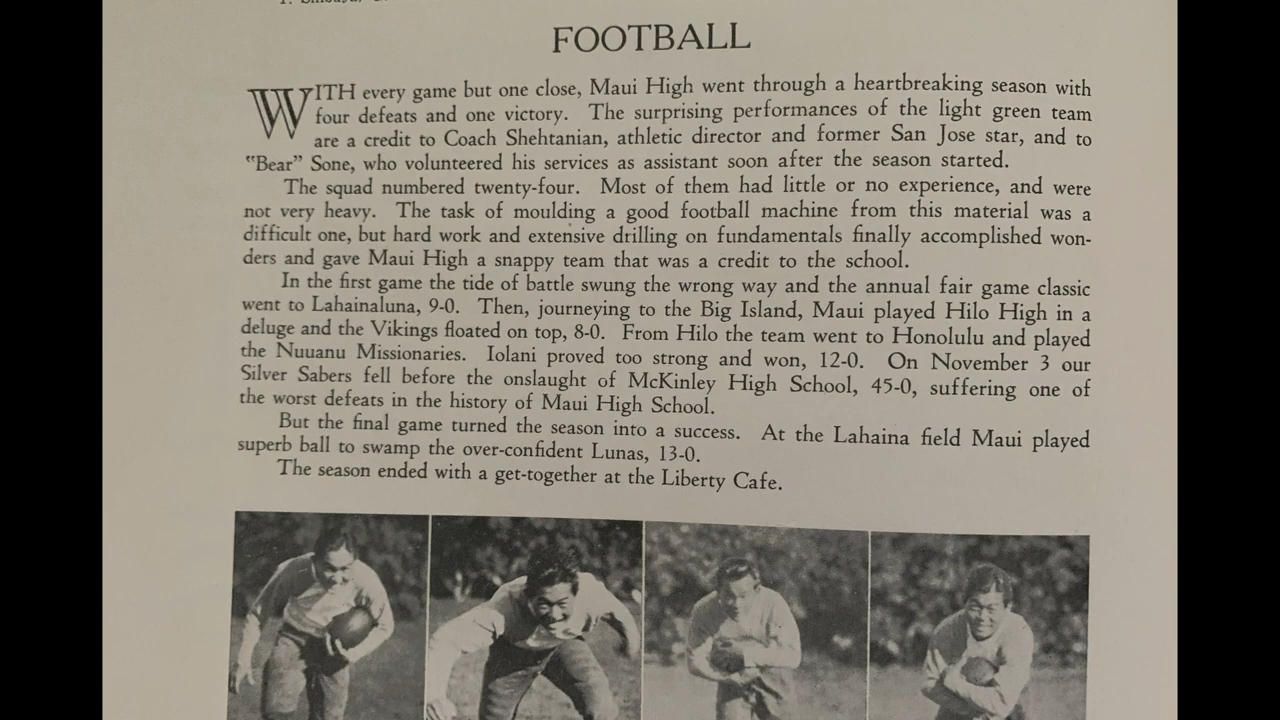 FOOTBALL
WITH every game but one close, Maui High went through a heartbreaking season with
four defeats and one victory. The surprising performances of the light green team
are a credit to Coach Shehtanian, athletic director and former San Jose star, and to
"Bear" Sone, who volunteered his services as assistant soon after the season started.
The squad numbered twenty-four. Most of them had little or no experience, and were
not very heavy. The task of moulding a good football machine from this material was a
difficult one, but hard work and extensive drilling on fundamentals finally accomplished won-
ders and gave Maui High a snappy team that was a credit to the school.
In the first game the tide of battle swung the wrong way and the annual fair game classic
went to Lahainaluna, 9-0. Then, journeying to the Big Island, Maui played Hilo High in a
deluge and the Vikings floated on top, 8-0. From Hilo the team went to Honolulu and played
the Nuuanu Missionaries. Iolani proved too strong and won, 12-0. On November 3 our
Silver Sabers fell before the onslaught of McKinley High School, 45-0, suffering one of
the worst defeats in the history of Maui High School.
But the final game turned the season into a success. At the Lahaina field Maui played
superb ball to swamp the over-confident Lunas, 13-0.
The season ended with a get-together at the Liberty Cafe.